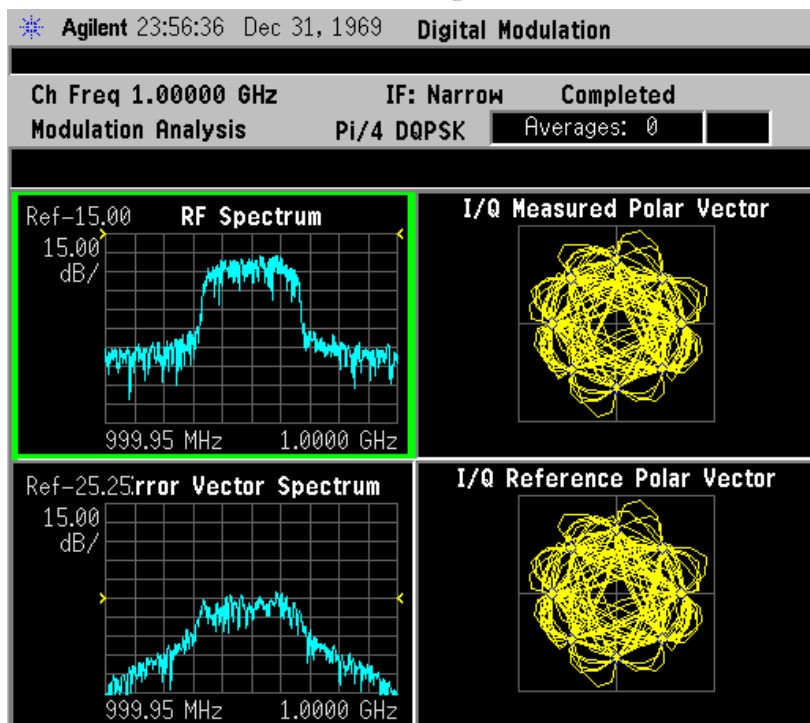 Agilent 23:56:36 Dec 31, 1969 Digital Modulation
Ch Freq 1.00000 GHz IF: Narrow Completed
Modulation Analysis Pi/4 DQPSK Averages: 0
Ref-15.00 RF Spectrum
15.00
dB/
999.95 MHz 1.0000 GHz
I/Q Measured Polar Vector
Ref-25.25 rror Vector Spectrum
15.00
dB/
999.95 MHz 1.0000 GHz
I/Q Reference Polar Vector